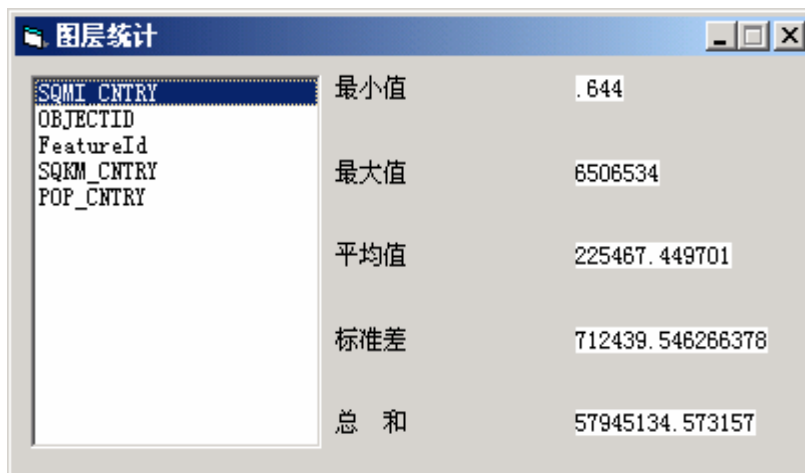 图层统计
SQMI_CNTRY
OBJECTID
FeatureId
SQKM_CNTRY
POP_CNTRY
最小值 .644
最大值 6506534
平均值 225467.449701
标准差 712439.546266378
总 和 57945134.573157